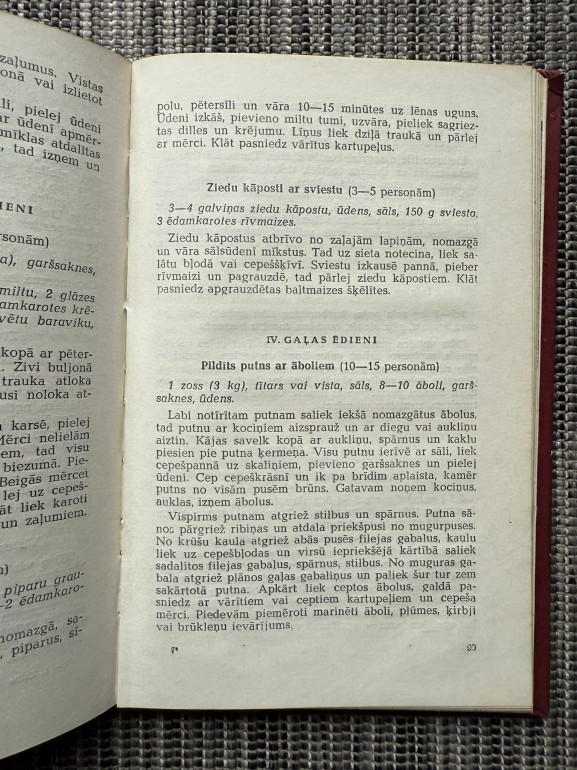 zaļumus. Vistas
onā vai izlietot
li, pielej ūdeni
ar ūdenī apmēr-
mīklas atdalītas
, tad izņem un
ĒDIENI
rsonām)
a), garšsaknes,
miltu, 2 glāzes
ēdamkarotes krē-
vētu baraviku,
kopā ar pēter-
. Zivi buljonā
trauka atloka
usi noloka at-
karsē, pielej
Mērci nelielām
em, tad visu
biezumā. Pie-
Beigās mērcei
lej uz cepeš-
āt liek karoti
un zaļumiem.
n)
piparu grau-
2 ēdamkaro-
nomazgā, sa-
, piparus, sī-
polu, pētersīli un vāra 10—15 minūtes uz lēnas uguns.
Ūdeni izkāš, pievieno miltu tumi, uzvāra, pieliek sagriez-
tas dilles un krējumu. Līņus liek dziļā traukā un pārlej
ar mērci. Klāt pasniedz vārītus kartupeļus.
Ziedu kāposti ar sviestu (3—5 personām)
3—4 galviņas ziedu kāpostu, ūdens, sāls, 150 g sviesta,
3 ēdamkarotes rīvmaizes.
Ziedu kāpostus atbrīvo no zaļajām lapiņām, nomazgā
un vāra sālsūdenī mīkstus. Tad uz sieta notecina, liek sa-
lātu bļodā vai cepeššķīvī. Sviestu izkausē pannā, pieber
rīvmaizi un pagrauzdē, tad pārlej ziedu kāpostiem. Klāt
pasniedz apgrauzdētas baltmaizes šķēlītes.
IV. GAĻAS ĒDIENI
Pildīts putns ar āboliem (10—15 personām)
1 zoss (3 kg), tītars vai vista, sāls, 8—10 āboli, garš-
saknes, ūdens.
Labi notīrītam putnam saliek iekšā nomazgātus ābolus,
tad putnu ar kociņiem aizsprauž un ar diegu vai aukliņu
aiztin. Kājas savelk kopā ar aukliņu, spārnus un kaklu
piesien pie putna ķermeņa. Visu putnu ierīvē ar sāli, liek
cepešpannā uz skaliņiem, pievieno garšsaknes un pielej
ūdeni. Cep cepeškrāsnī un ik pa brīdim aplaista, kamēr
putns no visām pusēm brūns. Gatavam noņem kociņus,
auklas, izņem ābolus.
Vispirms putnam atgriež stilbus un spārnus. Putna sā-
nos pārgriež ribiņas un atdala priekšpusi no mugurpuses.
No krūšu kaula atgriež abās pusēs filejas gabalus, kaulu
liek uz cepešbļodas un virsū iepriekšējā kārtībā saliek
sadalītos filejas gabalus, spārnus, stilbus. No muguras ga-
bala atgriež plānos gaļas gabaliņus un paliek šur tur zem
sakārtotā putna. Apkārt liek ceptos ābolus, galdā pa-
sniedz ar vārītiem vai ceptiem kartupeļiem un cepeša
mērci. Piedevām piemēroti marinēti āboli, plūmes, ķirbji
vai brūkleņu ievārījums.
7*